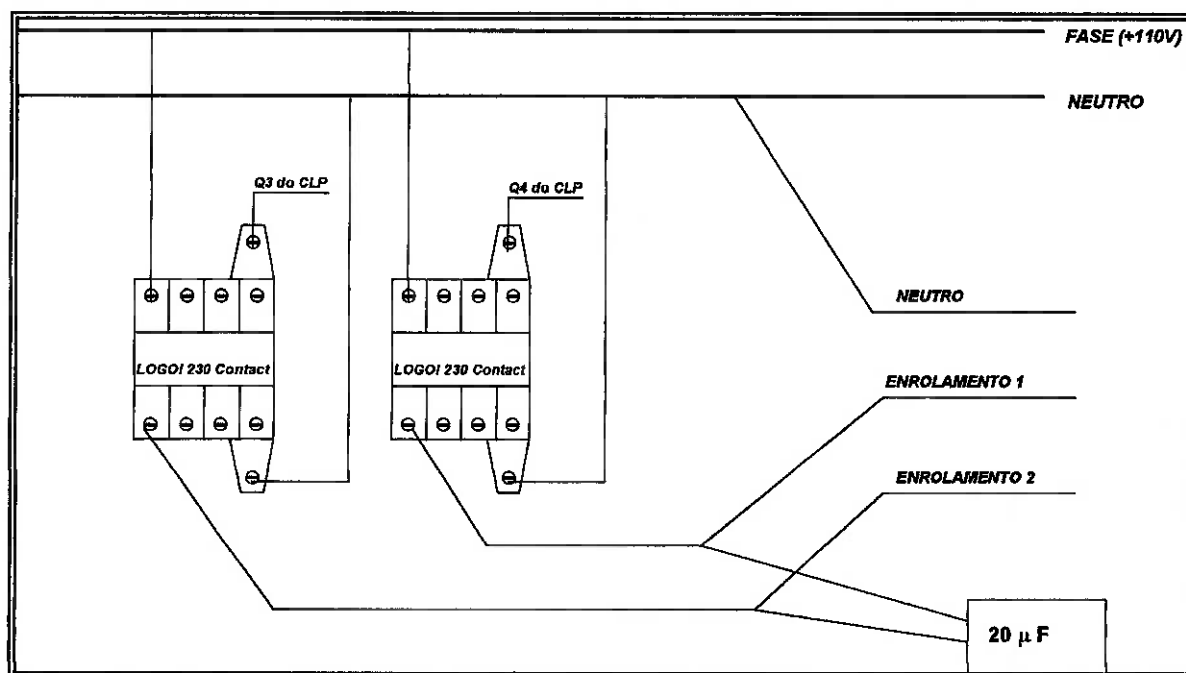 FASE (+110V)
NEUTRO
Q3 do CLP
Q4 do CLP
NEUTRO
LOGO! 230 Contact
LOGO! 230 Contact
ENROLAMENTO 1
ENROLAMENTO 2
20 μ F